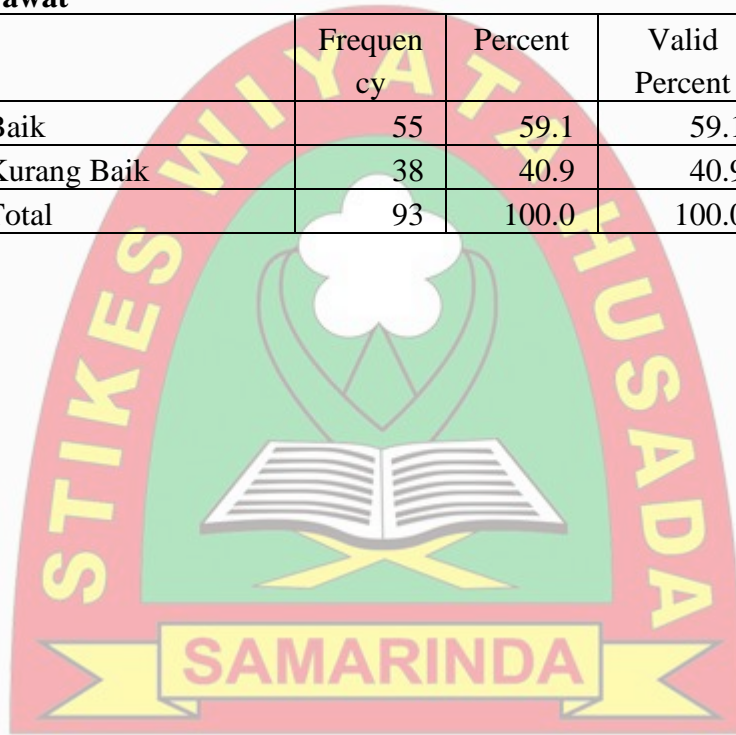 Frequen
cy Percent Valid
Percent
Baik 55 59.1 59.1
Kurang Baik 38 40.9 40.9
Total 93 100.0 100.0
STIKES WIYATA HUSADA
SAMARINDA